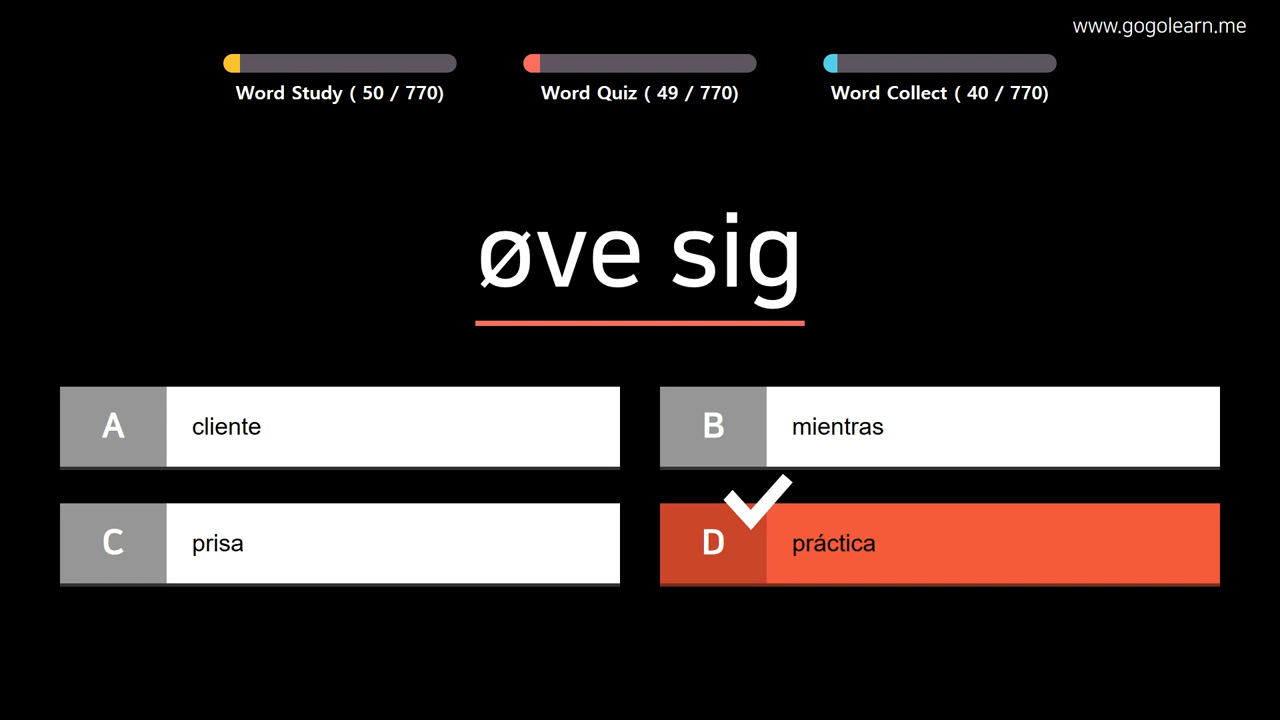 www.gogolearn.me
Word Study ( 50 / 770)
Word Quiz ( 49 / 770)
Word Collect ( 40 / 770)
øve sig
A cliente
B mientras
C prisa
D práctica